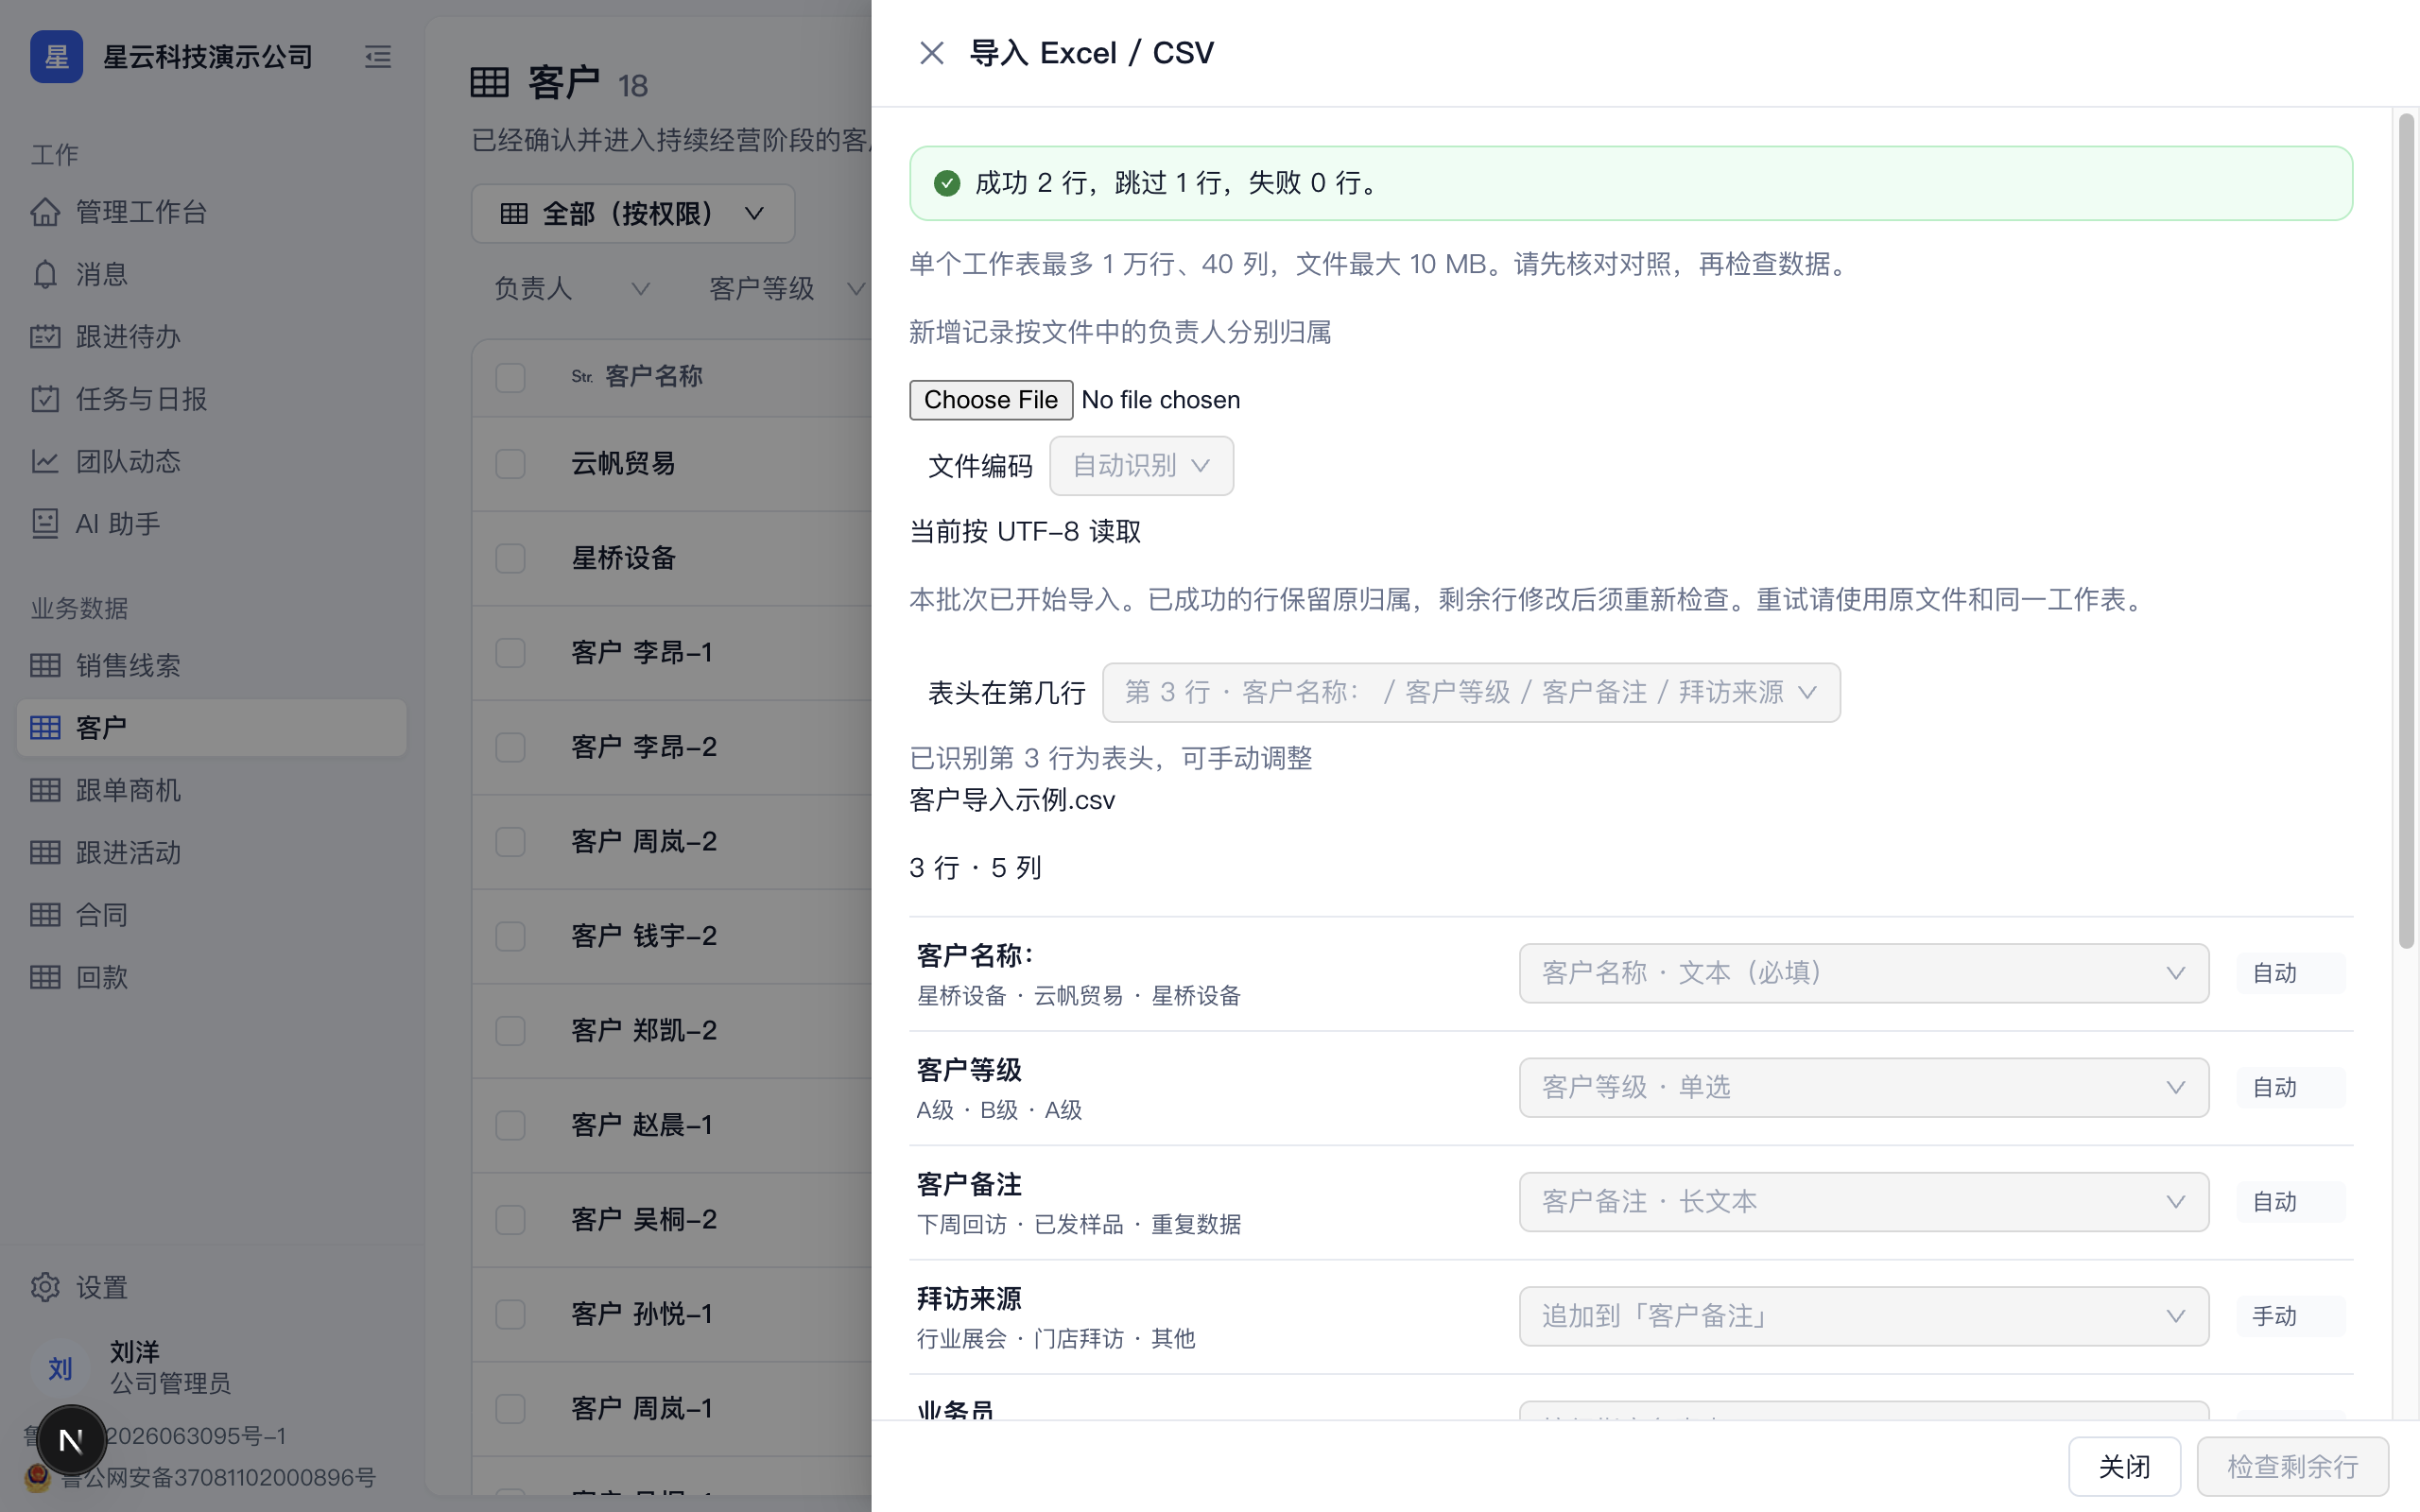 星 星云科技演示公司
工作
管理工作台
消息
跟进待办
任务与日报
团队动态
AI 助手
业务数据
销售线索
客户
跟单商机
跟进活动
合同
回款
设置
刘 刘洋
公司管理员
N 2026063095号-1
鲁公网安备37081102000896号
客户 18
已经确认并进入持续经营阶段的客
全部（按权限）
负责人 客户等级
Str. 客户名称
云帆贸易
星桥设备
客户 李昂-1
客户 李昂-2
客户 周岚-2
客户 钱宇-2
客户 郑凯-2
客户 赵晨-1
客户 吴桐-2
客户 孙悦-1
客户 周岚-1
导入 Excel / CSV
成功 2 行，跳过 1 行，失败 0 行。
单个工作表最多 1 万行、40 列，文件最大 10 MB。请先核对对照，再检查数据。
新增记录按文件中的负责人分别归属
Choose File No file chosen
文件编码 自动识别
当前按 UTF-8 读取
本批次已开始导入。已成功的行保留原归属，剩余行修改后须重新检查。重试请使用原文件和同一工作表。
表头在第几行 第 3 行 · 客户名称： / 客户等级 / 客户备注 / 拜访来源
已识别第 3 行为表头，可手动调整
客户导入示例.csv
3 行 · 5 列
客户名称：
星桥设备 · 云帆贸易 · 星桥设备
客户名称 · 文本（必填） 自动
客户等级
A级 · B级 · A级
客户等级 · 单选 自动
客户备注
下周回访 · 已发样品 · 重复数据
客户备注 · 长文本 自动
拜访来源
行业展会 · 门店拜访 · 其他
追加到「客户备注」 手动
业务员
关闭 检查剩余行